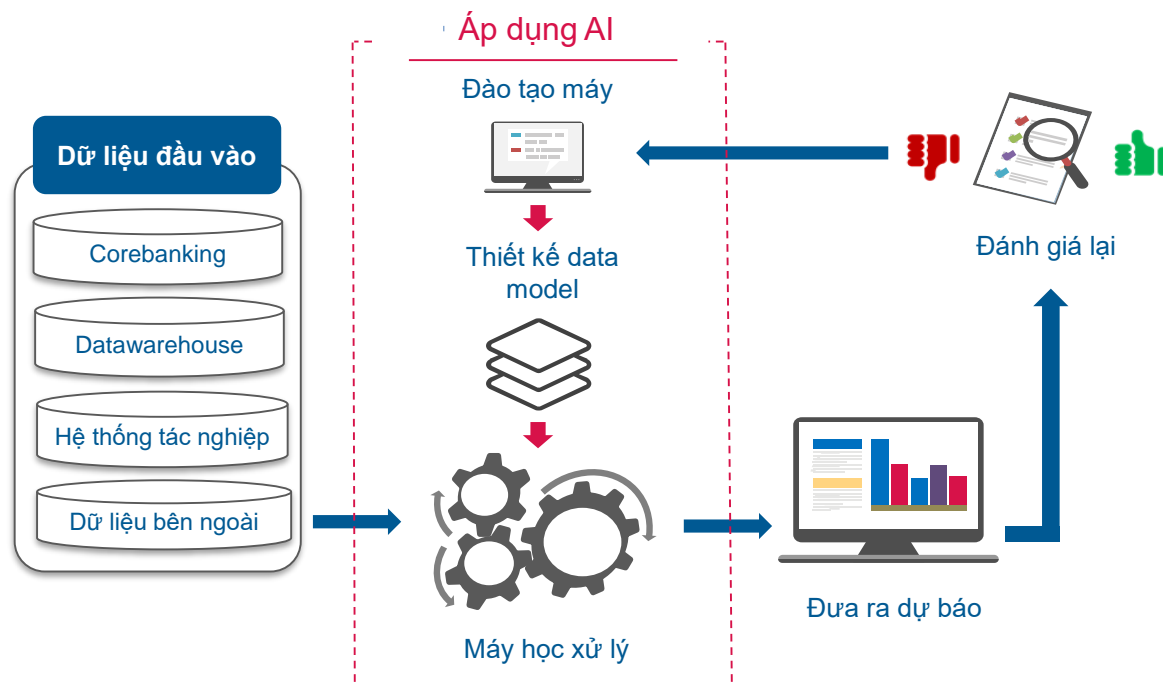 Áp dụng AI
Đào tạo máy
Dữ liệu đầu vào
Corebanking
Datawarehouse
Hệ thống tác nghiệp
Dữ liệu bên ngoài
Thiết kế data
model
Máy học xử lý
Đánh giá lại
Đưa ra dự báo